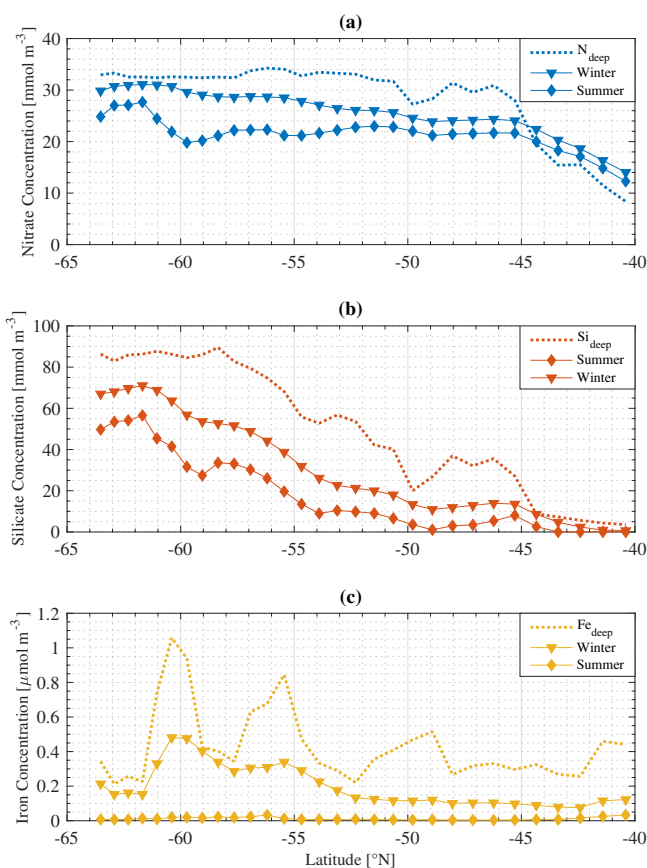 (a)
Nitrate Concentration [mmol m⁻³]
40
30
20
10
0
N_deep
Winter
Summer
-65 -60 -55 -50 -45 -40
(b)
Silicate Concentration [mmol m⁻³]
100
80
60
40
20
0
Si_deep
Summer
Winter
-65 -60 -55 -50 -45 -40
(c)
Iron Concentration [μmol m⁻³]
1.2
1
0.8
0.6
0.4
0.2
0
Fe_deep
Winter
Summer
-65 -60 -55 -50 -45 -40
Latitude [°N]